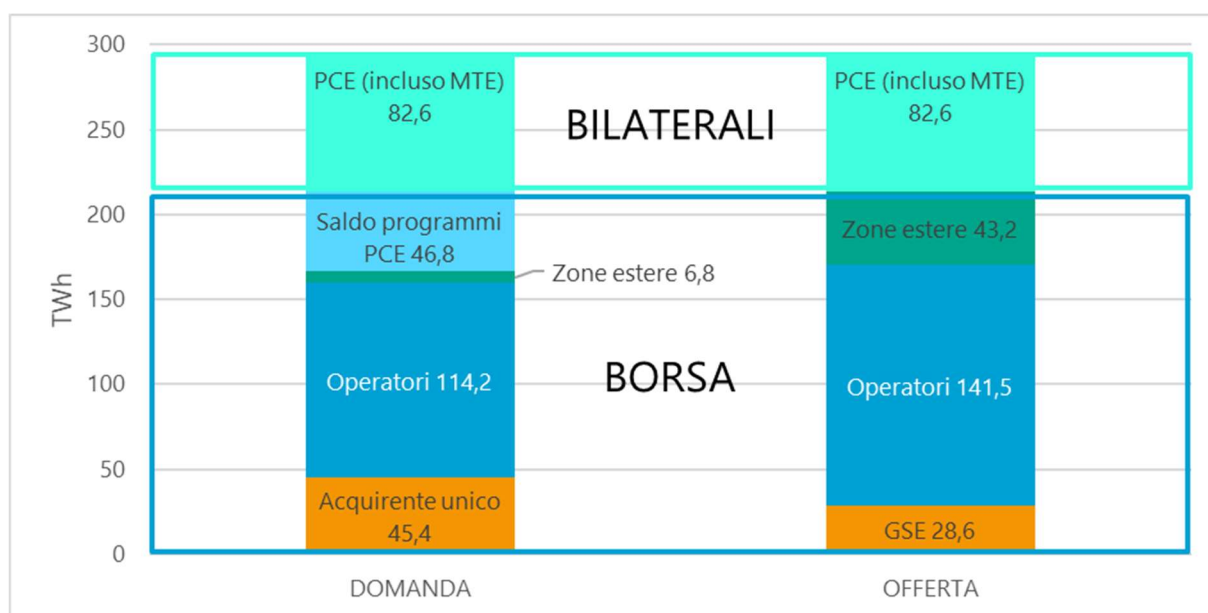 300
250
200
150
100
50
0
TWh
PCE (incluso MTE)
82,6
BILATERALI
PCE (incluso MTE)
82,6
Saldo programmi
PCE 46,8
Zone estere 6,8
Zone estere 43,2
Operatori 114,2
BORSA
Operatori 141,5
Acquirente unico
45,4
GSE 28,6
DOMANDA
OFFERTA